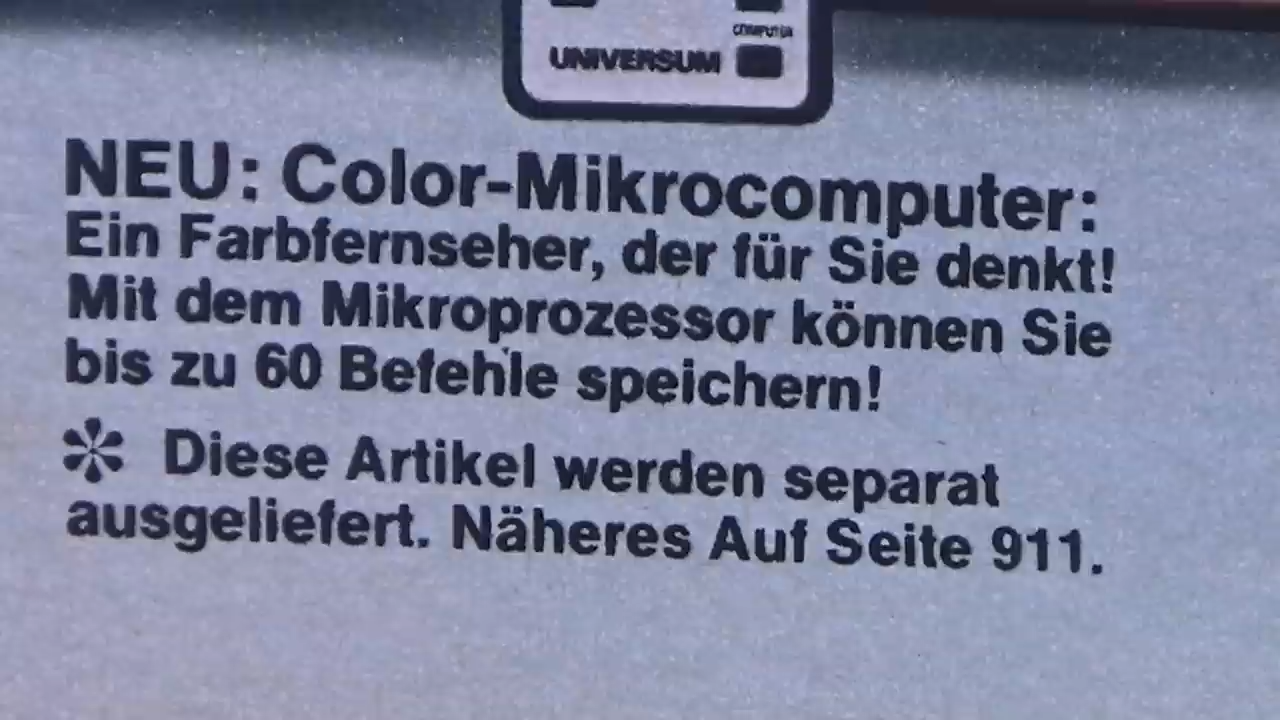 COMPUTER
UNIVERSUM
NEU: Color-Mikrocomputer:
Ein Farbfernseher, der für Sie denkt!
Mit dem Mikroprozessor können Sie
bis zu 60 Befehle speichern!
* Diese Artikel werden separat
ausgeliefert. Näheres Auf Seite 911.